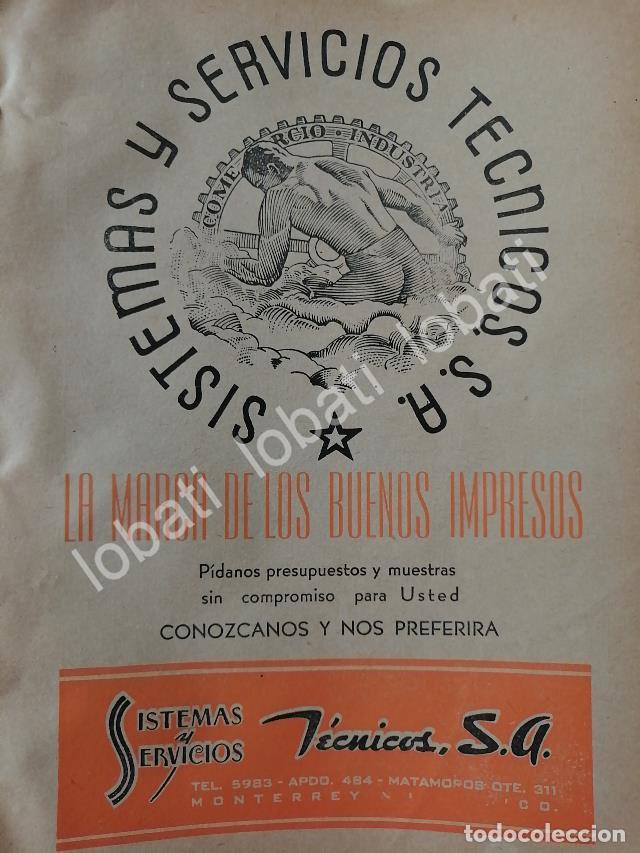 SISTEMAS Y SERVICIOS TECNICOS, S.A.
COMERCIO · INDUSTRIA
LA MARCA DE LOS BUENOS IMPRESOS
Pídanos presupuestos y muestras
sin compromiso para Usted
CONOZCANOS Y NOS PREFERIRA
SISTEMAS y SERVICIOS Técnicos, S.A.
TEL. 5983 - APDO. 484 - MATAMOROS OTE. 311
MONTERREY
lobati lobati lobati
todocoleccion